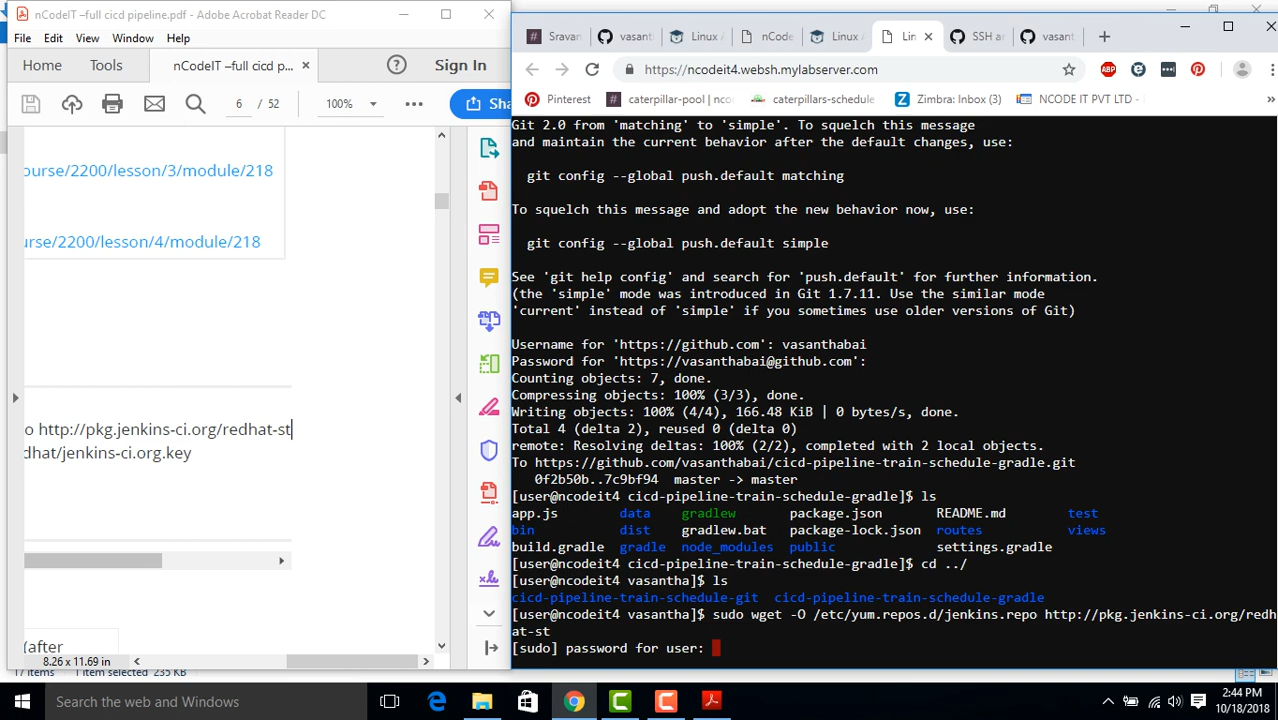 nCodeIT –full cicd pipeline.pdf - Adobe Acrobat Reader DC
File Edit View Window Help
Home Tools nCodeIT –full cicd p... × ? Sign In
6 / 52 100% Sha
ourse/2200/lesson/3/module/218
urse/2200/lesson/4/module/218
o http://pkg.jenkins-ci.org/redhat-st
dhat/jenkins-ci.org.key
(after
8.26 x 11.69 in
17 items 1 item selected 235 KB
# Sravan vasanth Linux nCode Linux Lin × SSH ar vasant +
https://ncodeit4.websh.mylabserver.com
ABP
Pinterest # caterpillar-pool | nco caterpillars-schedule Z Zimbra: Inbox (3) NCODE IT PVT LTD - »
Git 2.0 from 'matching' to 'simple'. To squelch this message
and maintain the current behavior after the default changes, use:
git config --global push.default matching
To squelch this message and adopt the new behavior now, use:
git config --global push.default simple
See 'git help config' and search for 'push.default' for further information.
(the 'simple' mode was introduced in Git 1.7.11. Use the similar mode
'current' instead of 'simple' if you sometimes use older versions of Git)
Username for 'https://github.com': vasanthabai
Password for 'https://vasanthabai@github.com':
Counting objects: 7, done.
Compressing objects: 100% (3/3), done.
Writing objects: 100% (4/4), 166.48 KiB | 0 bytes/s, done.
Total 4 (delta 2), reused 0 (delta 0)
remote: Resolving deltas: 100% (2/2), completed with 2 local objects.
To https://github.com/vasanthabai/cicd-pipeline-train-schedule-gradle.git
0f2b50b..7c9bf94 master -> master
[user@ncodeit4 cicd-pipeline-train-schedule-gradle]$ ls
app.js data gradlew package.json README.md test
bin dist gradlew.bat package-lock.json routes views
build.gradle gradle node_modules public settings.gradle
[user@ncodeit4 cicd-pipeline-train-schedule-gradle]$ cd ../
[user@ncodeit4 vasantha]$ ls
cicd-pipeline-train-schedule-git cicd-pipeline-train-schedule-gradle
[user@ncodeit4 vasantha]$ sudo wget -O /etc/yum.repos.d/jenkins.repo http://pkg.jenkins-ci.org/redh
at-st
[sudo] password for user:
Search the web and Windows
2:44 PM
10/18/2018